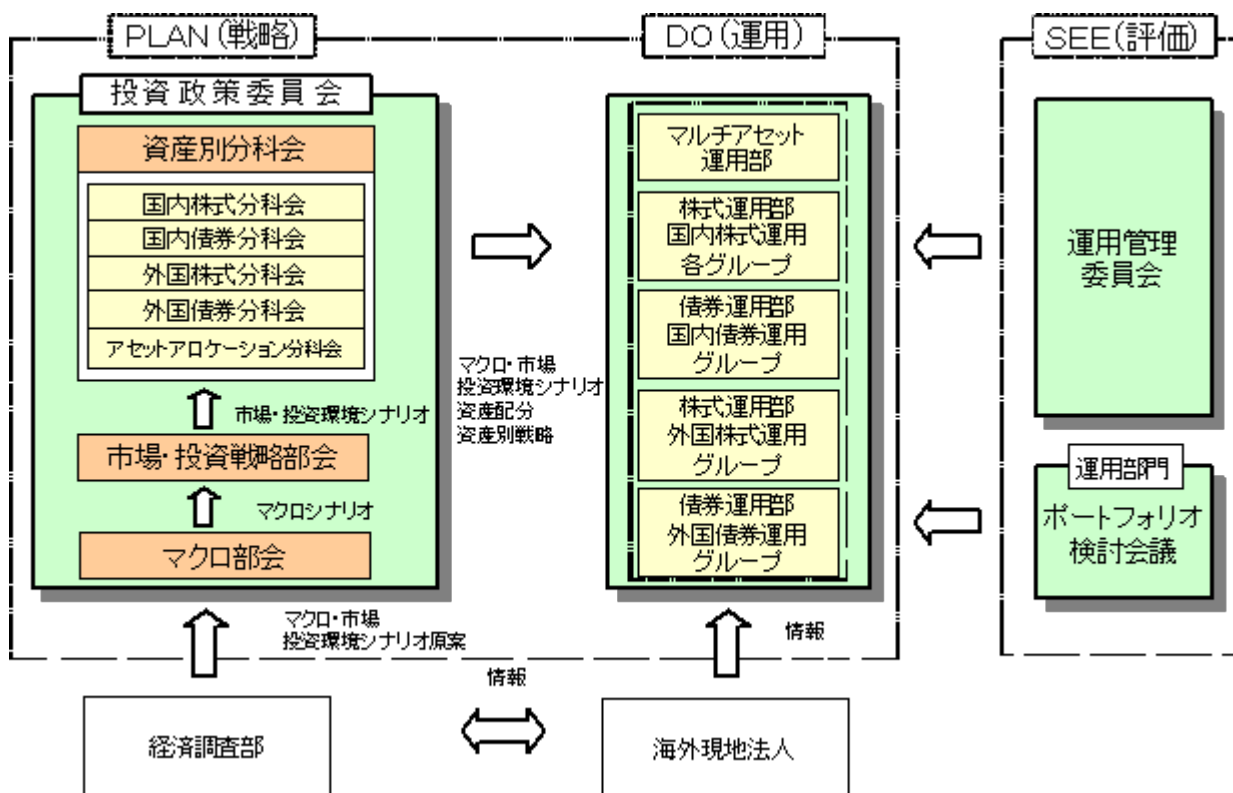 PLAN(戦略)
投資政策委員会
資産別分科会
国内株式分科会
国内債券分科会
外国株式分科会
外国債券分科会
アセットアロケーション分科会
市場・投資環境シナリオ
市場・投資戦略部会
マクロシナリオ
マクロ部会
マクロ・市場
投資環境シナリオ原案
経済調査部
マクロ・市場
投資環境シナリオ
資産配分
資産別戦略
情報
DO(運用)
マルチアセット
運用部
株式運用部
国内株式運用
各グループ
債券運用部
国内債券運用
グループ
株式運用部
外国株式運用
グループ
債券運用部
外国債券運用
グループ
情報
海外現地法人
SEE(評価)
運用管理
委員会
運用部門
ポートフォリオ
検討会議